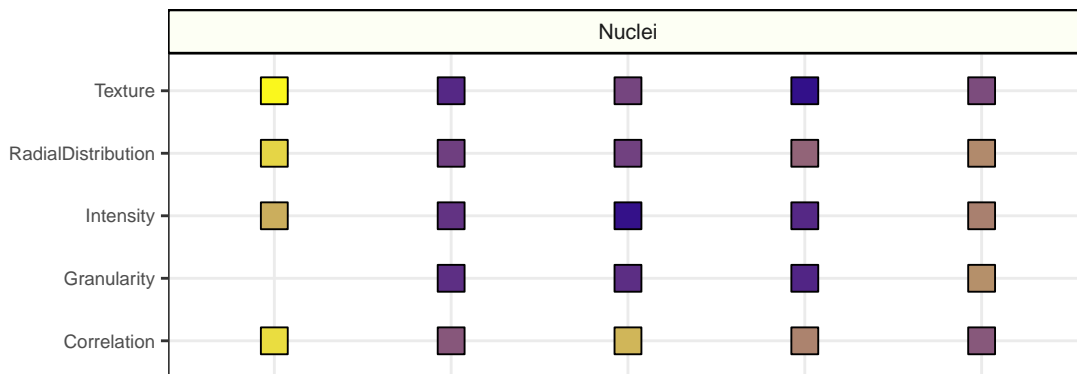 Nuclei
Texture
RadialDistribution
Intensity
Granularity
Correlation